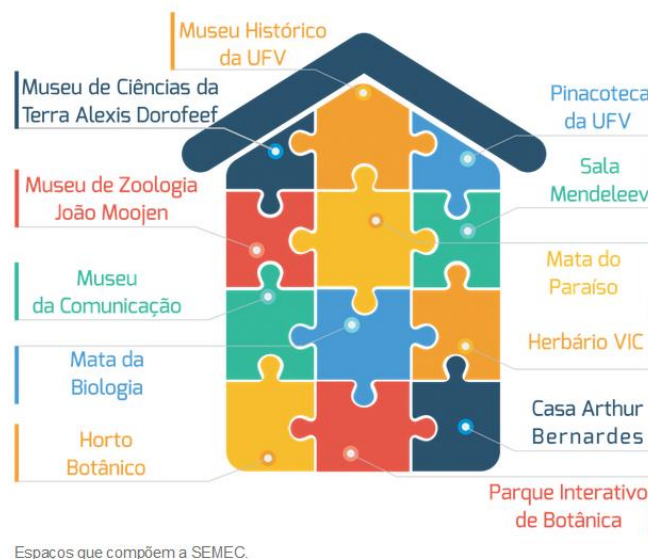 Museu Histórico
da UFV
Museu de Ciências da
Terra Alexis Dorofeef
Pinacoteca
da UFV
Museu de Zoologia
João Moojen
Sala
Mendeleev
Museu
da Comunicação
Mata do
Paraíso
Mata da
Biologia
Herbário VIC
Horto
Botânico
Casa Arthur
Bernardes
Parque Interativo
de Botânica
Espaços que compõem a SEMEC.